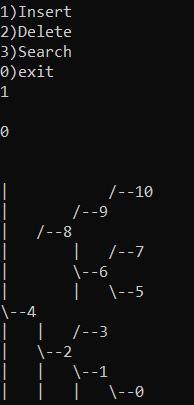 1)Insert
2)Delete
3)Search
0)exit
1

0


|            /--10
|        /--9
|    /--8
|        |   /--7
|        \--6
|        |   \--5
\--4
|   |   /--3
|   \--2
|   |   \--1
|   |   |   \--0